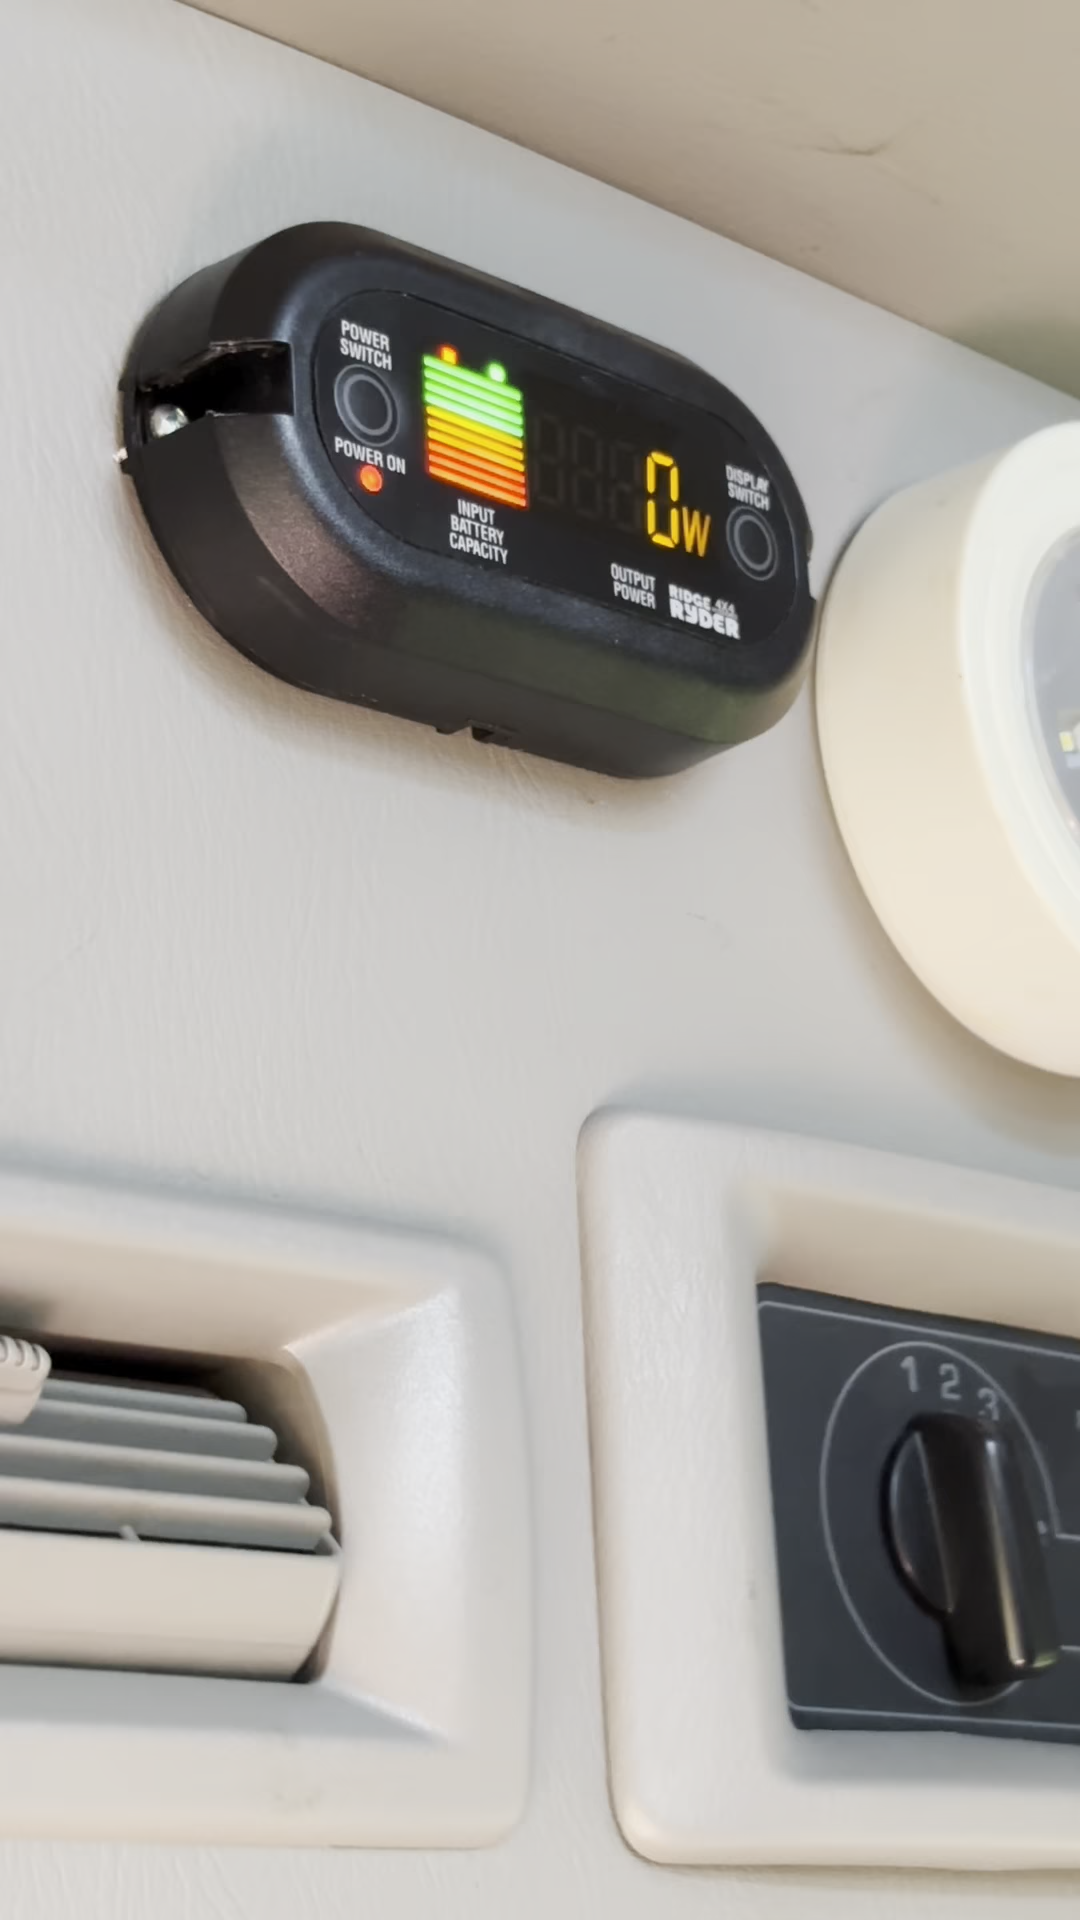 POWER
SWITCH
POWER ON
INPUT
BATTERY
CAPACITY
0W
DISPLAY
SWITCH
OUTPUT
POWER
RIDGE 4X4
RYDER
1 2 3